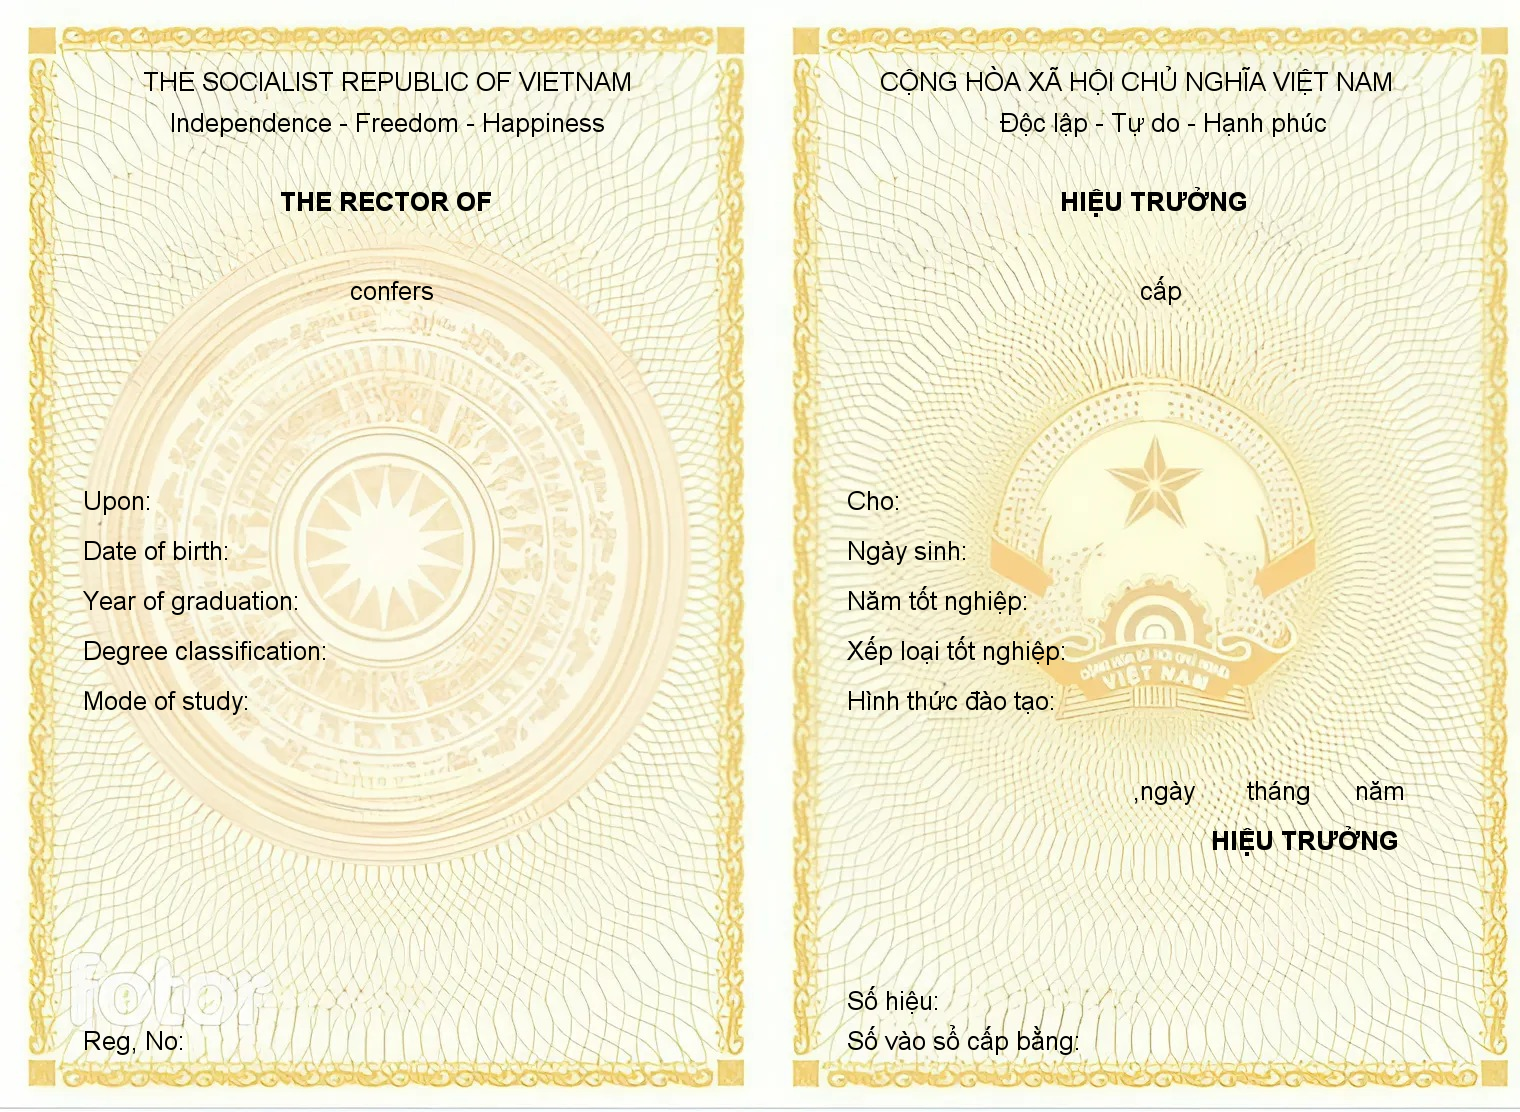 THE SOCIALIST REPUBLIC OF VIETNAM
Independence - Freedom - Happiness
THE RECTOR OF
confers
Upon:
Date of birth:
Year of graduation:
Degree classification:
Mode of study:
fotor
Reg, No:
CỘNG HÒA XÃ HỘI CHỦ NGHĨA VIỆT NAM
Độc lập - Tự do - Hạnh phúc
HIỆU TRƯỞNG
cấp
Cho:
Ngày sinh:
Năm tốt nghiệp:
Xếp loại tốt nghiệp:
Hình thức đào tạo:
CỘNG HÒA XÃ HỘI CHỦ NGHĨA
VIỆT NAM
,ngày tháng năm
HIỆU TRƯỞNG
Số hiệu:
Số vào sổ cấp bằng: